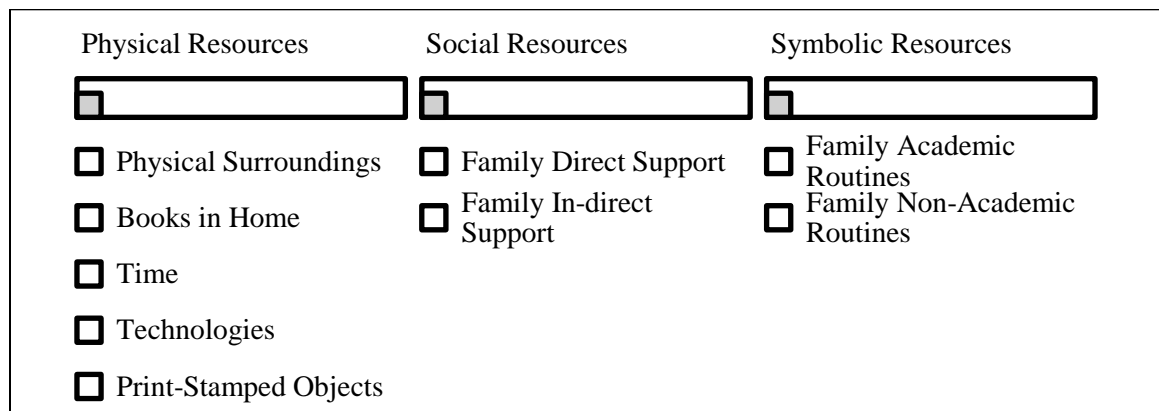 Physical Resources
Social Resources
Symbolic Resources
Physical Surroundings
Books in Home
Time
Technologies
Print-Stamped Objects
Family Direct Support
Family In-direct
Support
Family Academic
Routines
Family Non-Academic
Routines